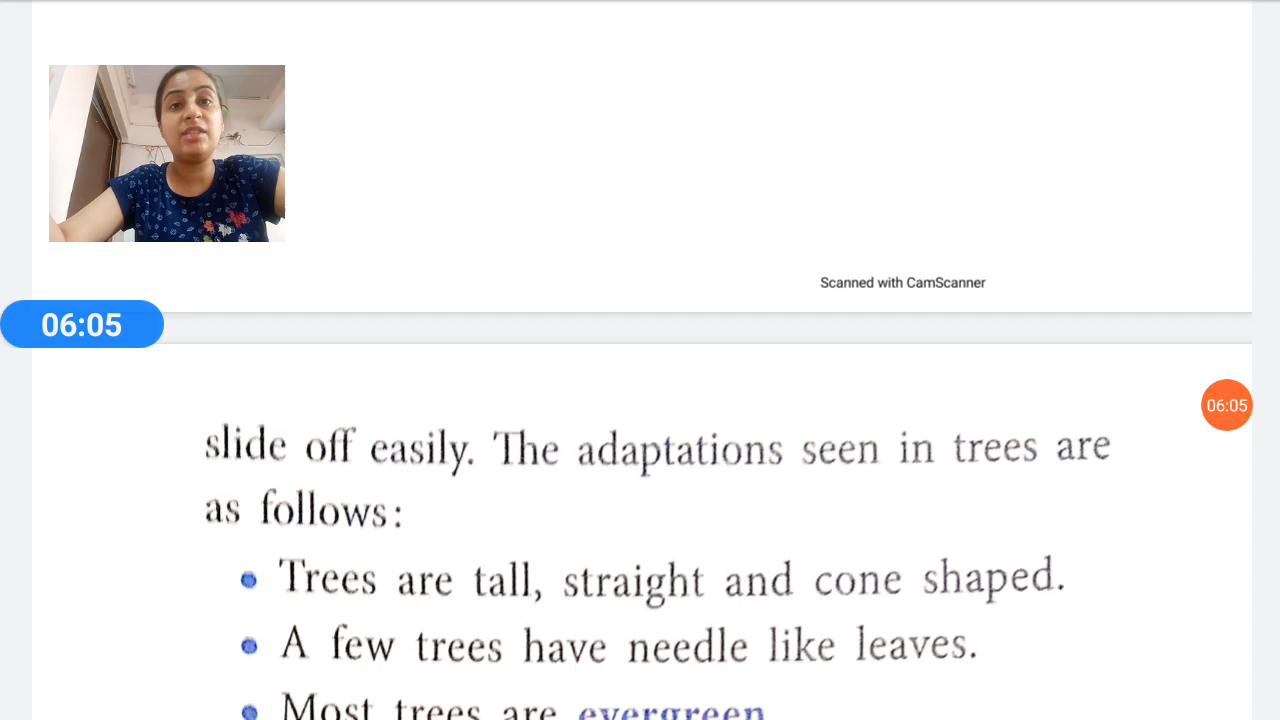 Scanned with CamScanner
06:05
06:05
slide off easily. The adaptations seen in trees are
as follows:
• Trees are tall, straight and cone shaped.
• A few trees have needle like leaves.
• Most trees are evergreen